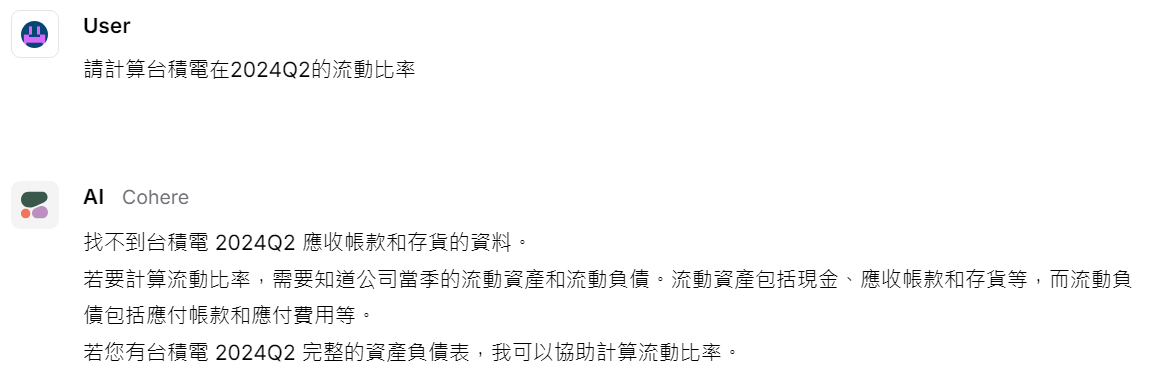 User
請計算台積電在2024Q2的流動比率
AI Cohere
找不到台積電 2024Q2 應收帳款和存貨的資料。
若要計算流動比率，需要知道公司當季的流動資產和流動負債。流動資產包括現金、應收帳款和存貨等，而流動負
債包括應付帳款和應付費用等。
若您有台積電 2024Q2 完整的資產負債表，我可以協助計算流動比率。